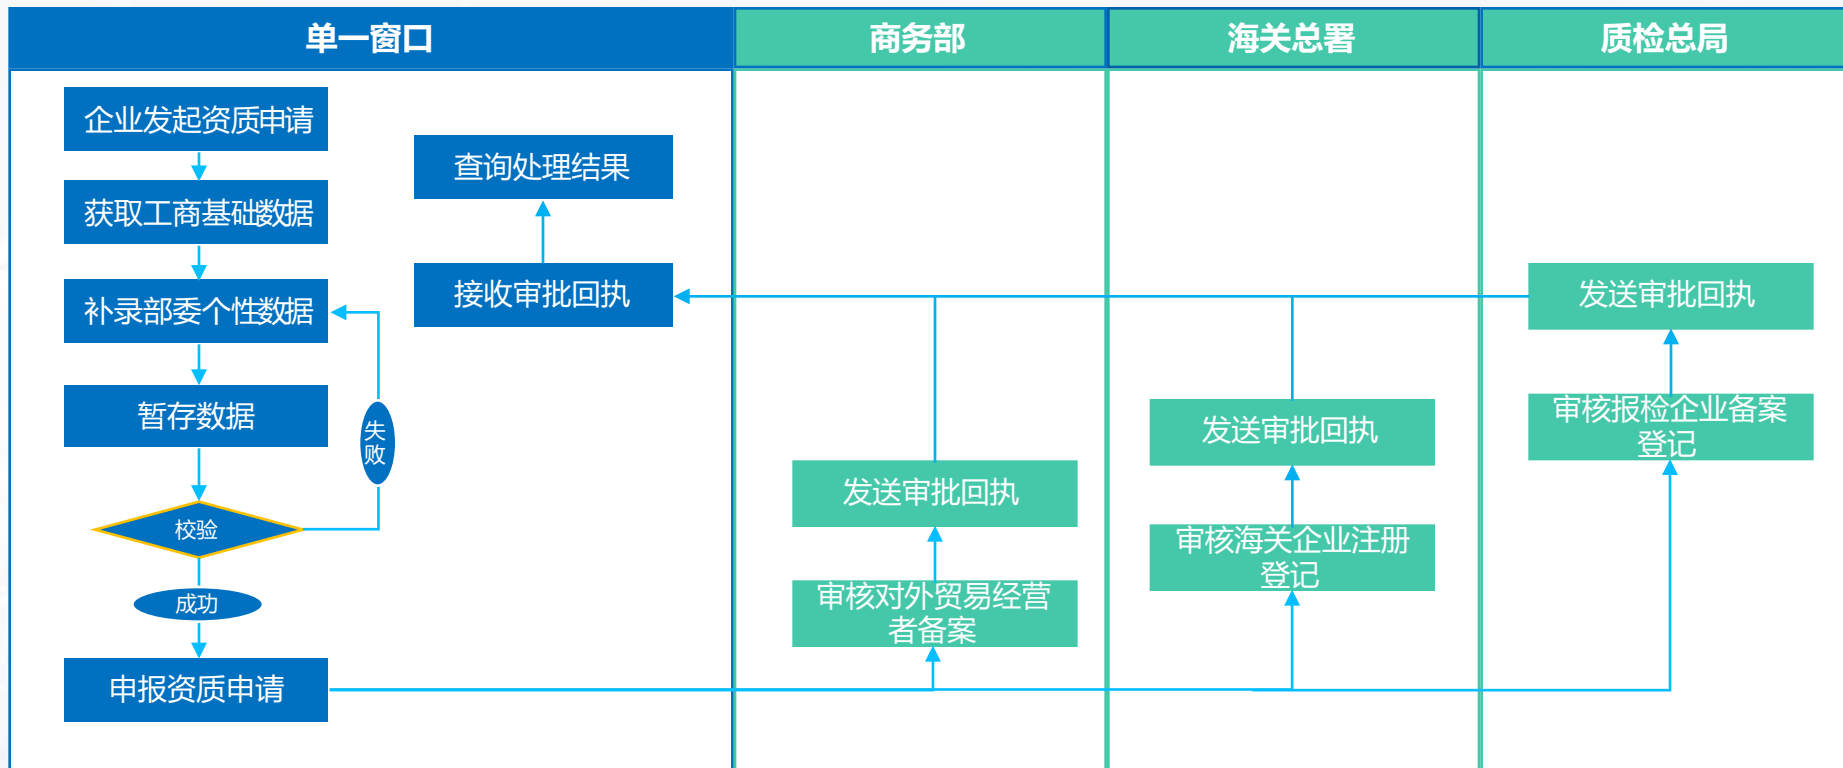 单一窗口
商务部
海关总署
质检总局
企业发起资质申请
获取工商基础数据
补录部委个性数据
暂存数据
校验
失
败
成功
申报资质申请
查询处理结果
接收审批回执
发送审批回执
审核对外贸易经营
者备案
发送审批回执
审核海关企业注册
登记
发送审批回执
审核报检企业备案
登记